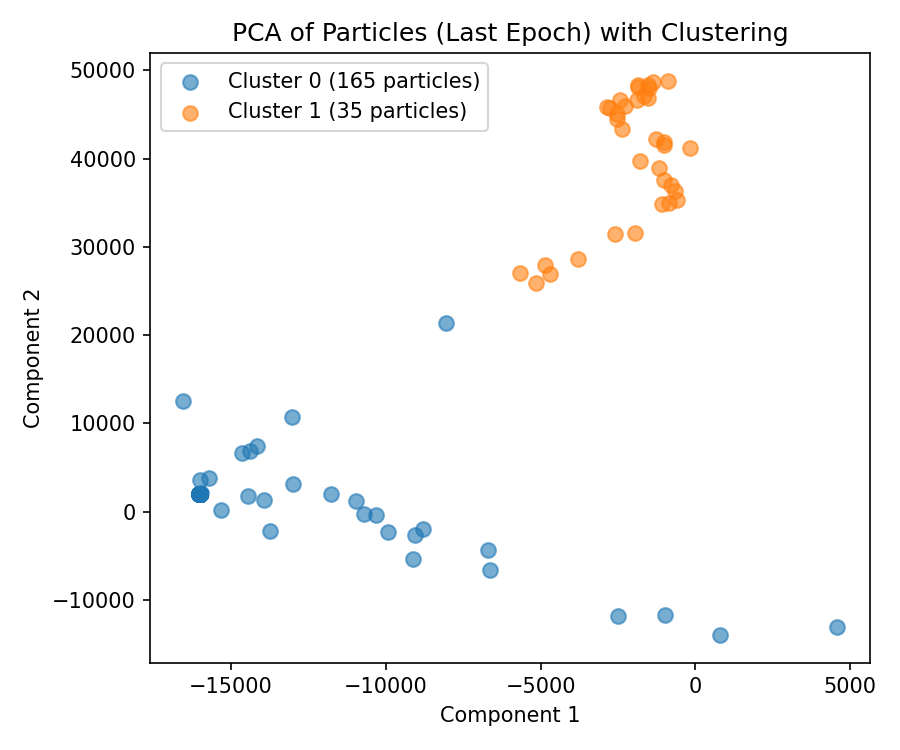 PCA of Particles (Last Epoch) with Clustering
Cluster 0 (165 particles)
Cluster 1 (35 particles)
50000
40000
30000
20000
10000
0
−10000
Component 2
−15000 −10000 −5000 0 5000
Component 1